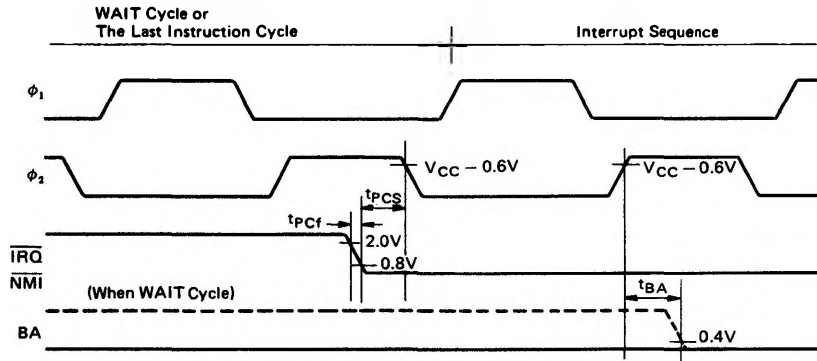 WAIT Cycle or
The Last Instruction Cycle
Interrupt Sequence
ϕ1
ϕ2
VCC – 0.6V
VCC – 0.6V
tPCS
tPCf
2.0V
IRQ
0.8V
NMI
(When WAIT Cycle)
tBA
BA
0.4V